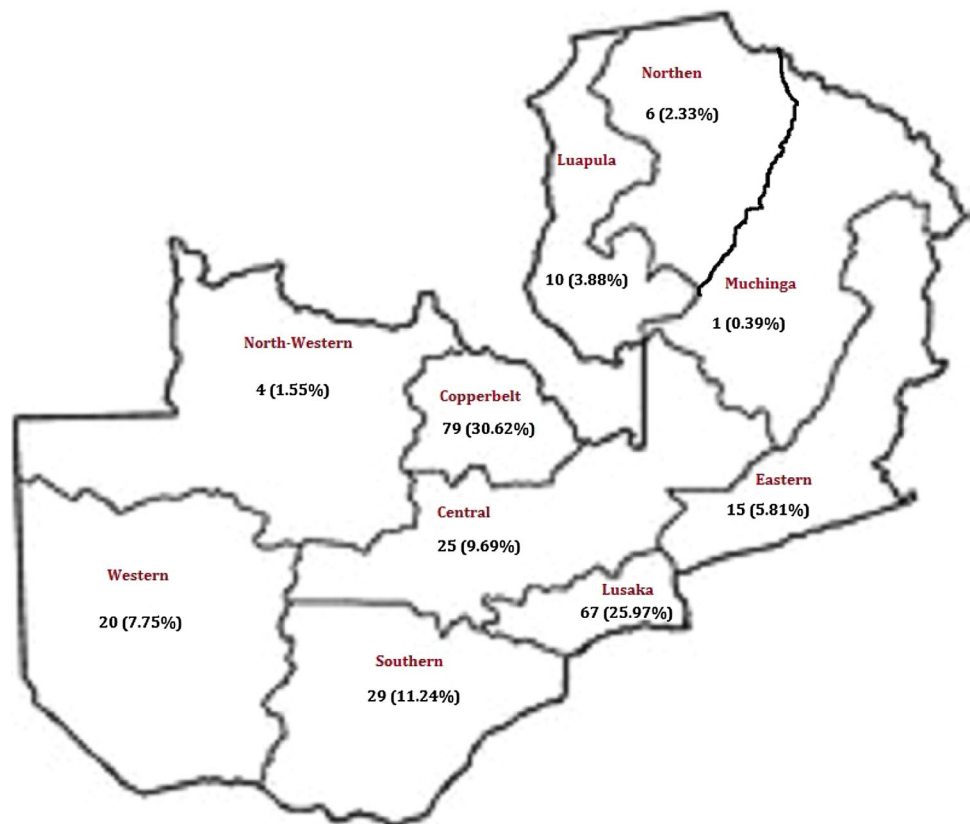 Northen
6 (2.33%)
Luapula
10 (3.88%)
Muchinga
1 (0.39%)
North-Western
4 (1.55%)
Copperbelt
79 (30.62%)
Eastern
15 (5.81%)
Central
25 (9.69%)
Western
20 (7.75%)
Lusaka
67 (25.97%)
Southern
29 (11.24%)